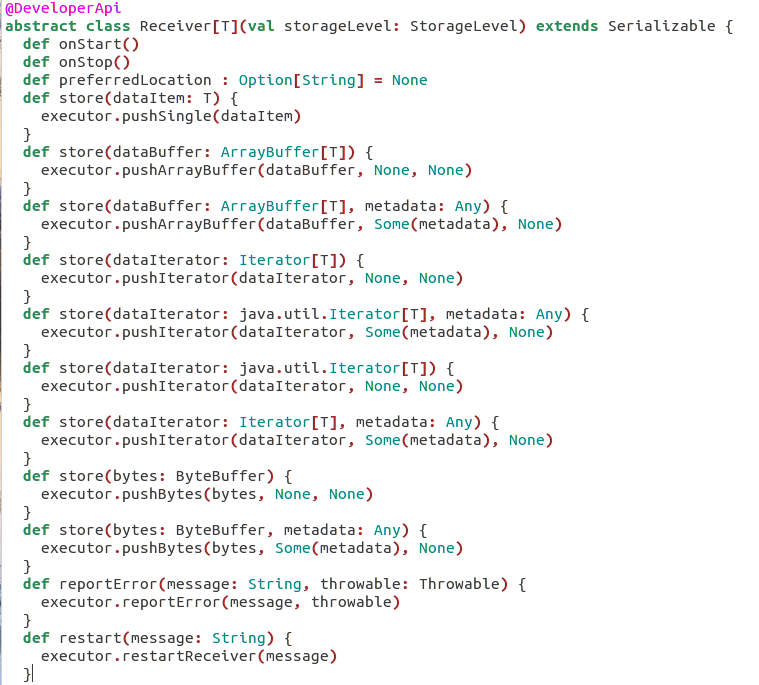 @DeveloperApi
abstract class Receiver[T](val storageLevel: StorageLevel) extends Serializable {
  def onStart()
  def onStop()
  def preferredLocation : Option[String] = None
  def store(dataItem: T) {
    executor.pushSingle(dataItem)
  }
  def store(dataBuffer: ArrayBuffer[T]) {
    executor.pushArrayBuffer(dataBuffer, None, None)
  }
  def store(dataBuffer: ArrayBuffer[T], metadata: Any) {
    executor.pushArrayBuffer(dataBuffer, Some(metadata), None)
  }
  def store(dataIterator: Iterator[T]) {
    executor.pushIterator(dataIterator, None, None)
  }
  def store(dataIterator: java.util.Iterator[T], metadata: Any) {
    executor.pushIterator(dataIterator, Some(metadata), None)
  }
  def store(dataIterator: java.util.Iterator[T]) {
    executor.pushIterator(dataIterator, None, None)
  }
  def store(dataIterator: Iterator[T], metadata: Any) {
    executor.pushIterator(dataIterator, Some(metadata), None)
  }
  def store(bytes: ByteBuffer) {
    executor.pushBytes(bytes, None, None)
  }
  def store(bytes: ByteBuffer, metadata: Any) {
    executor.pushBytes(bytes, Some(metadata), None)
  }
  def reportError(message: String, throwable: Throwable) {
    executor.reportError(message, throwable)
  }
  def restart(message: String) {
    executor.restartReceiver(message)
  }